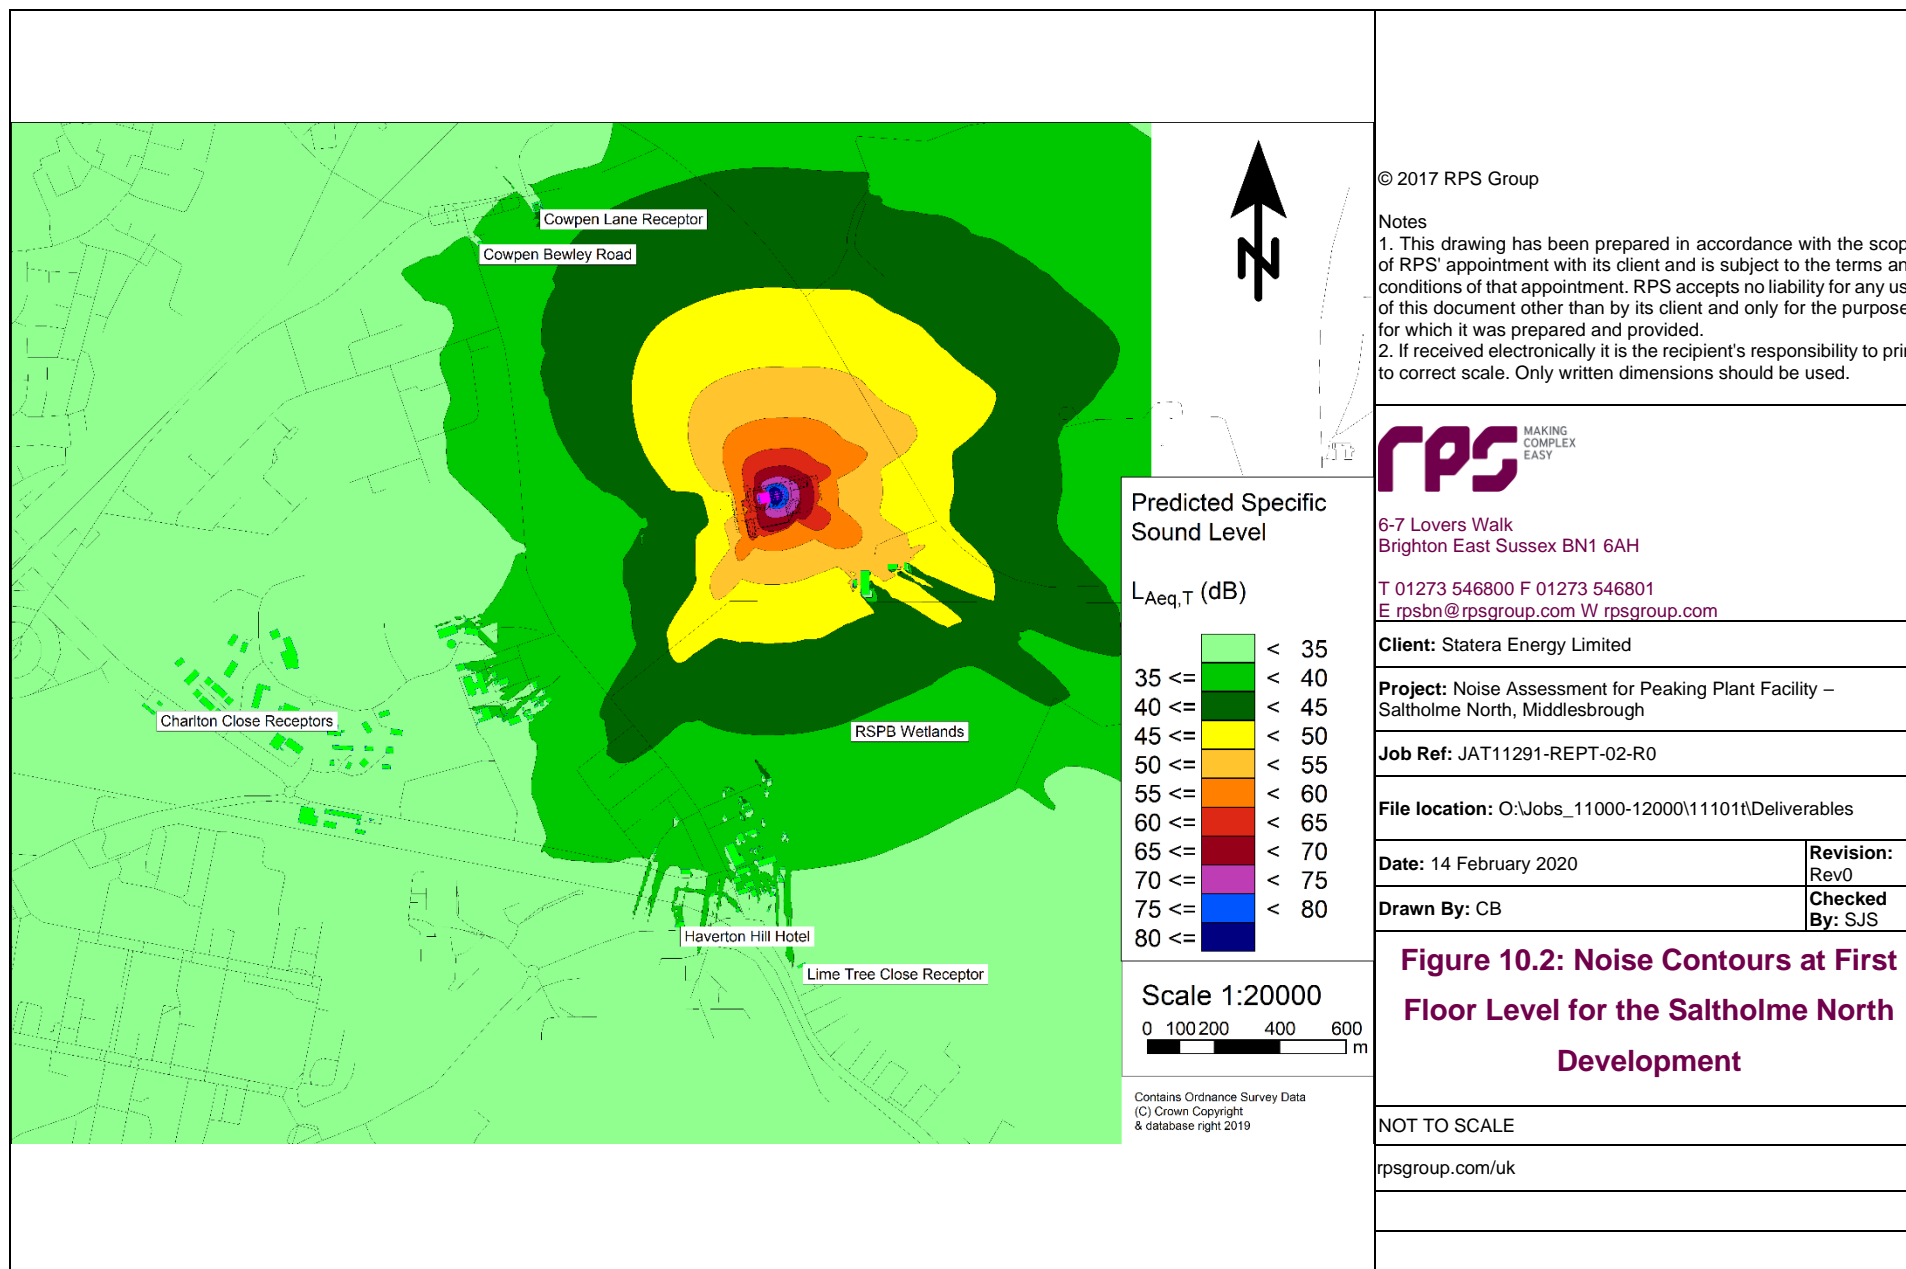 Cowpen Lane Receptor
Cowpen Bewley Road
Charlton Close Receptors
RSPB Wetlands
Haverton Hill Hotel
Lime Tree Close Receptor
N
Predicted Specific
Sound Level
LAeq,T (dB)
< 35
35 <= < 40
40 <= < 45
45 <= < 50
50 <= < 55
55 <= < 60
60 <= < 65
65 <= < 70
70 <= < 75
75 <= < 80
80 <=
Scale 1:20000
0 100 200 400 600
m
Contains Ordnance Survey Data
(C) Crown Copyright
& database right 2019
© 2017 RPS Group
Notes
1. This drawing has been prepared in accordance with the scop
of RPS' appointment with its client and is subject to the terms an
conditions of that appointment. RPS accepts no liability for any us
of this document other than by its client and only for the purpose
for which it was prepared and provided.
2. If received electronically it is the recipient's responsibility to prin
to correct scale. Only written dimensions should be used.
rps
MAKING
COMPLEX
EASY
6-7 Lovers Walk
Brighton East Sussex BN1 6AH
T 01273 546800 F 01273 546801
E rpsbn@rpsgroup.com W rpsgroup.com
Client: Statera Energy Limited
Project: Noise Assessment for Peaking Plant Facility –
Saltholme North, Middlesbrough
Job Ref: JAT11291-REPT-02-R0
File location: O:\Jobs_11000-12000\11101t\Deliverables
Date: 14 February 2020
Revision:
Rev0
Drawn By: CB
Checked
By: SJS
Figure 10.2: Noise Contours at First
Floor Level for the Saltholme North
Development
NOT TO SCALE
rpsgroup.com/uk